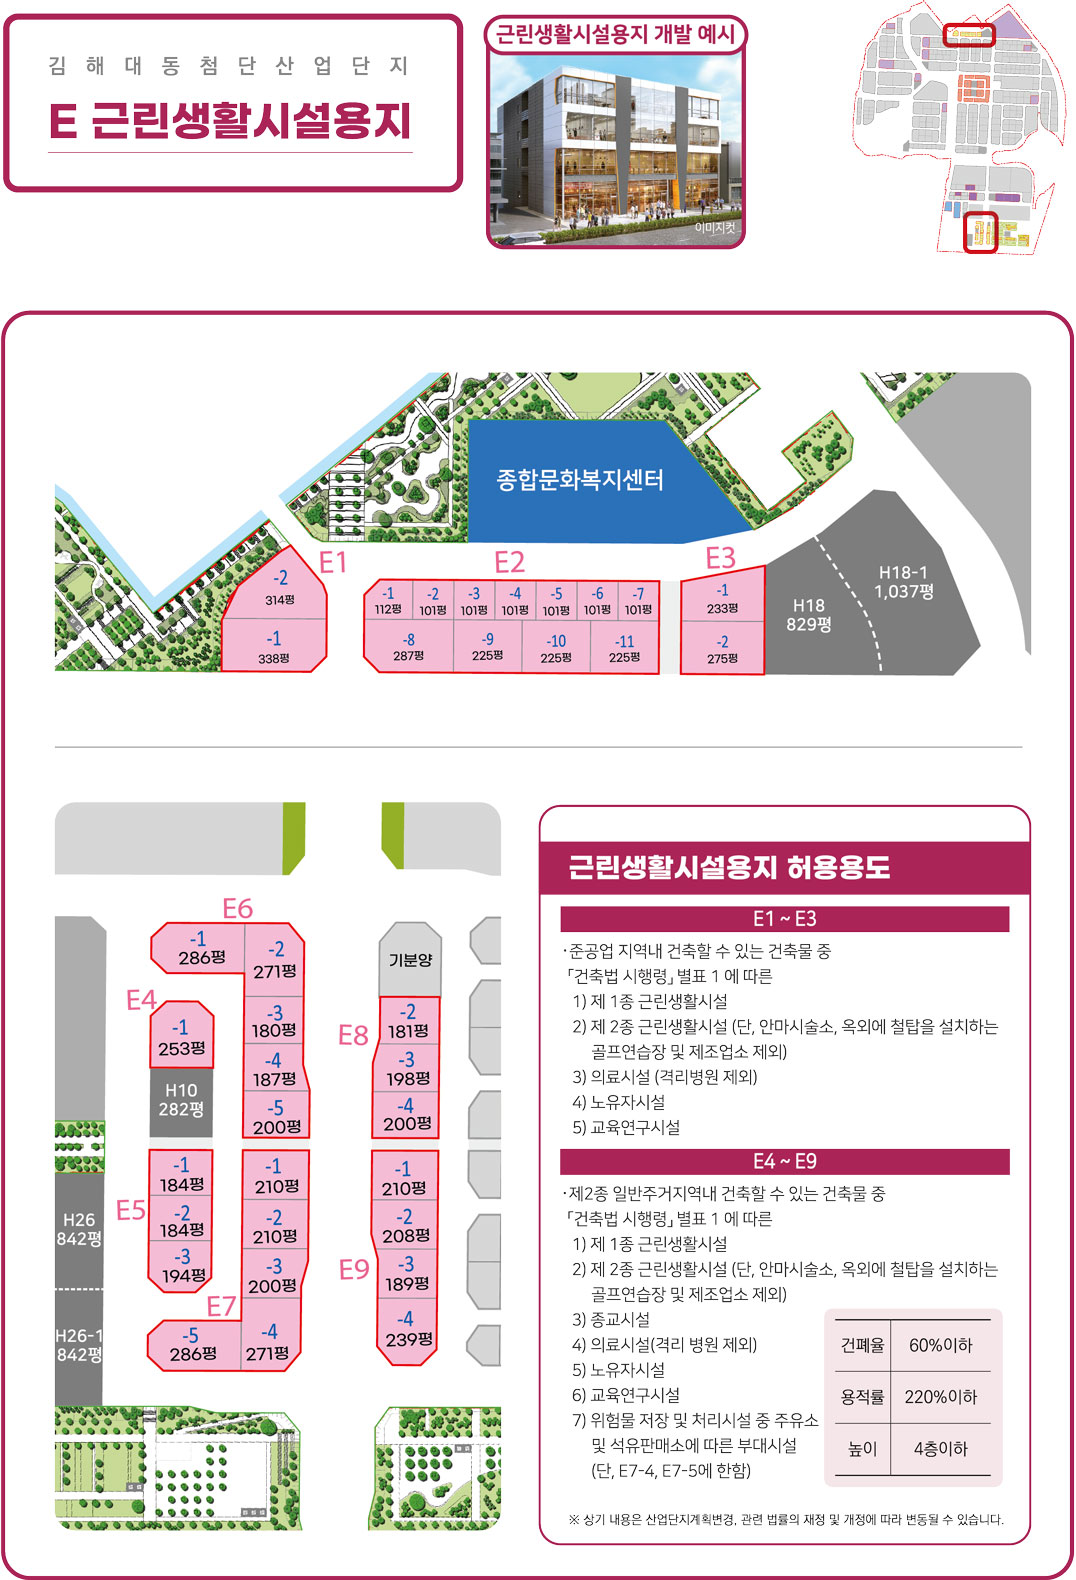 김해대동첨단산업단지
E 근린생활시설용지
근린생활시설용지 개발 예시
이미지컷
종합문화복지센터
E1
-2
314평
-1
338평
E2
-1
112평
-2
101평
-3
101평
-4
101평
-5
101평
-6
101평
-7
101평
-8
287평
-9
225평
-10
225평
-11
225평
E3
-1
233평
-2
275평
H18
829평
H18-1
1,037평
E6
-1
286평
-2
271평
-3
180평
-4
187평
-5
200평
E4
-1
253평
H10
282평
E5
-1
184평
-2
184평
-3
194평
E7
-1
210평
-2
210평
-3
200평
-4
271평
-5
286평
기분양
E8
-2
181평
-3
198평
-4
200평
E9
-1
210평
-2
208평
-3
189평
-4
239평
H26
842평
H26-1
842평
근린생활시설용지 허용용도
E1 ~ E3
·준공업 지역내 건축할 수 있는 건축물 중
「건축법 시행령」 별표 1 에 따른
1) 제 1종 근린생활시설
2) 제 2종 근린생활시설 (단, 안마시술소, 옥외에 철탑을 설치하는
골프연습장 및 제조업소 제외)
3) 의료시설 (격리병원 제외)
4) 노유자시설
5) 교육연구시설
E4 ~ E9
·제2종 일반주거지역내 건축할 수 있는 건축물 중
「건축법 시행령」 별표 1 에 따른
1) 제 1종 근린생활시설
2) 제 2종 근린생활시설 (단, 안마시술소, 옥외에 철탑을 설치하는
골프연습장 및 제조업소 제외)
3) 종교시설
4) 의료시설(격리 병원 제외)
5) 노유자시설
6) 교육연구시설
7) 위험물 저장 및 처리시설 중 주유소
및 석유판매소에 따른 부대시설
(단, E7-4, E7-5에 한함)
건폐율 60%이하
용적률 220%이하
높이 4층이하
※ 상기 내용은 산업단지계획변경, 관련 법률의 재정 및 개정에 따라 변동될 수 있습니다.